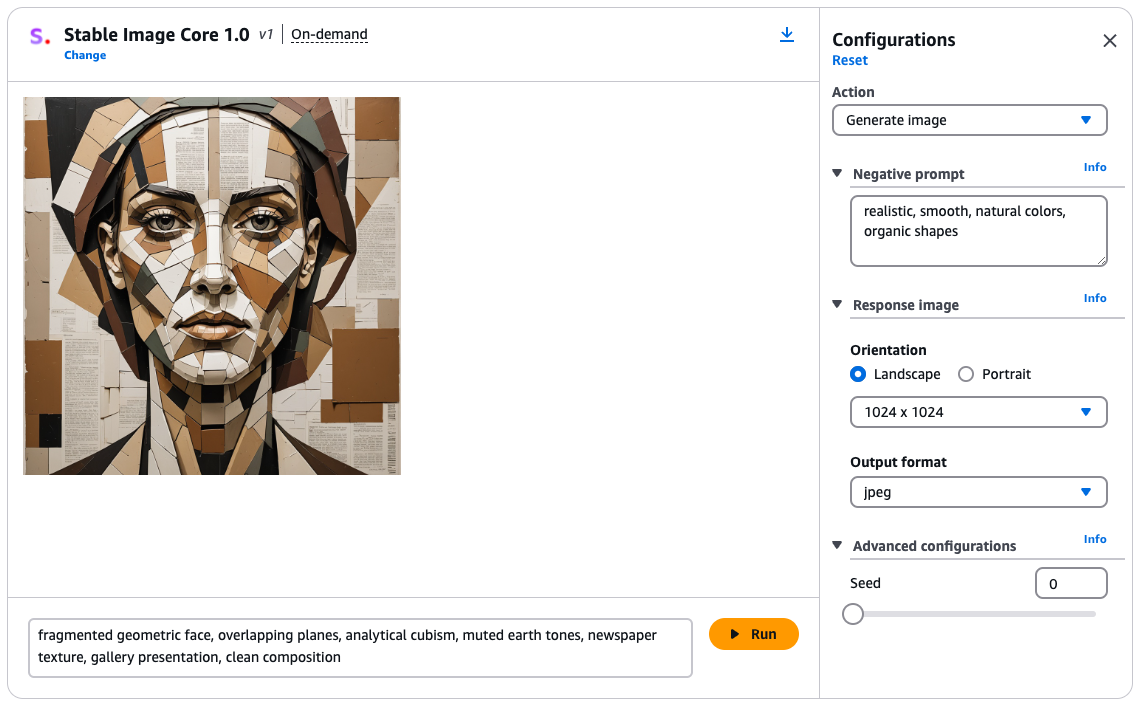 S. Stable Image Core 1.0 v1 On-demand
Change
Configurations
Reset
Action
Generate image
Negative prompt Info
realistic, smooth, natural colors,
organic shapes
Response image Info
Orientation
Landscape Portrait
1024 x 1024
Output format
jpeg
Advanced configurations Info
Seed 0
fragmented geometric face, overlapping planes, analytical cubism, muted earth tones, newspaper
texture, gallery presentation, clean composition
Run